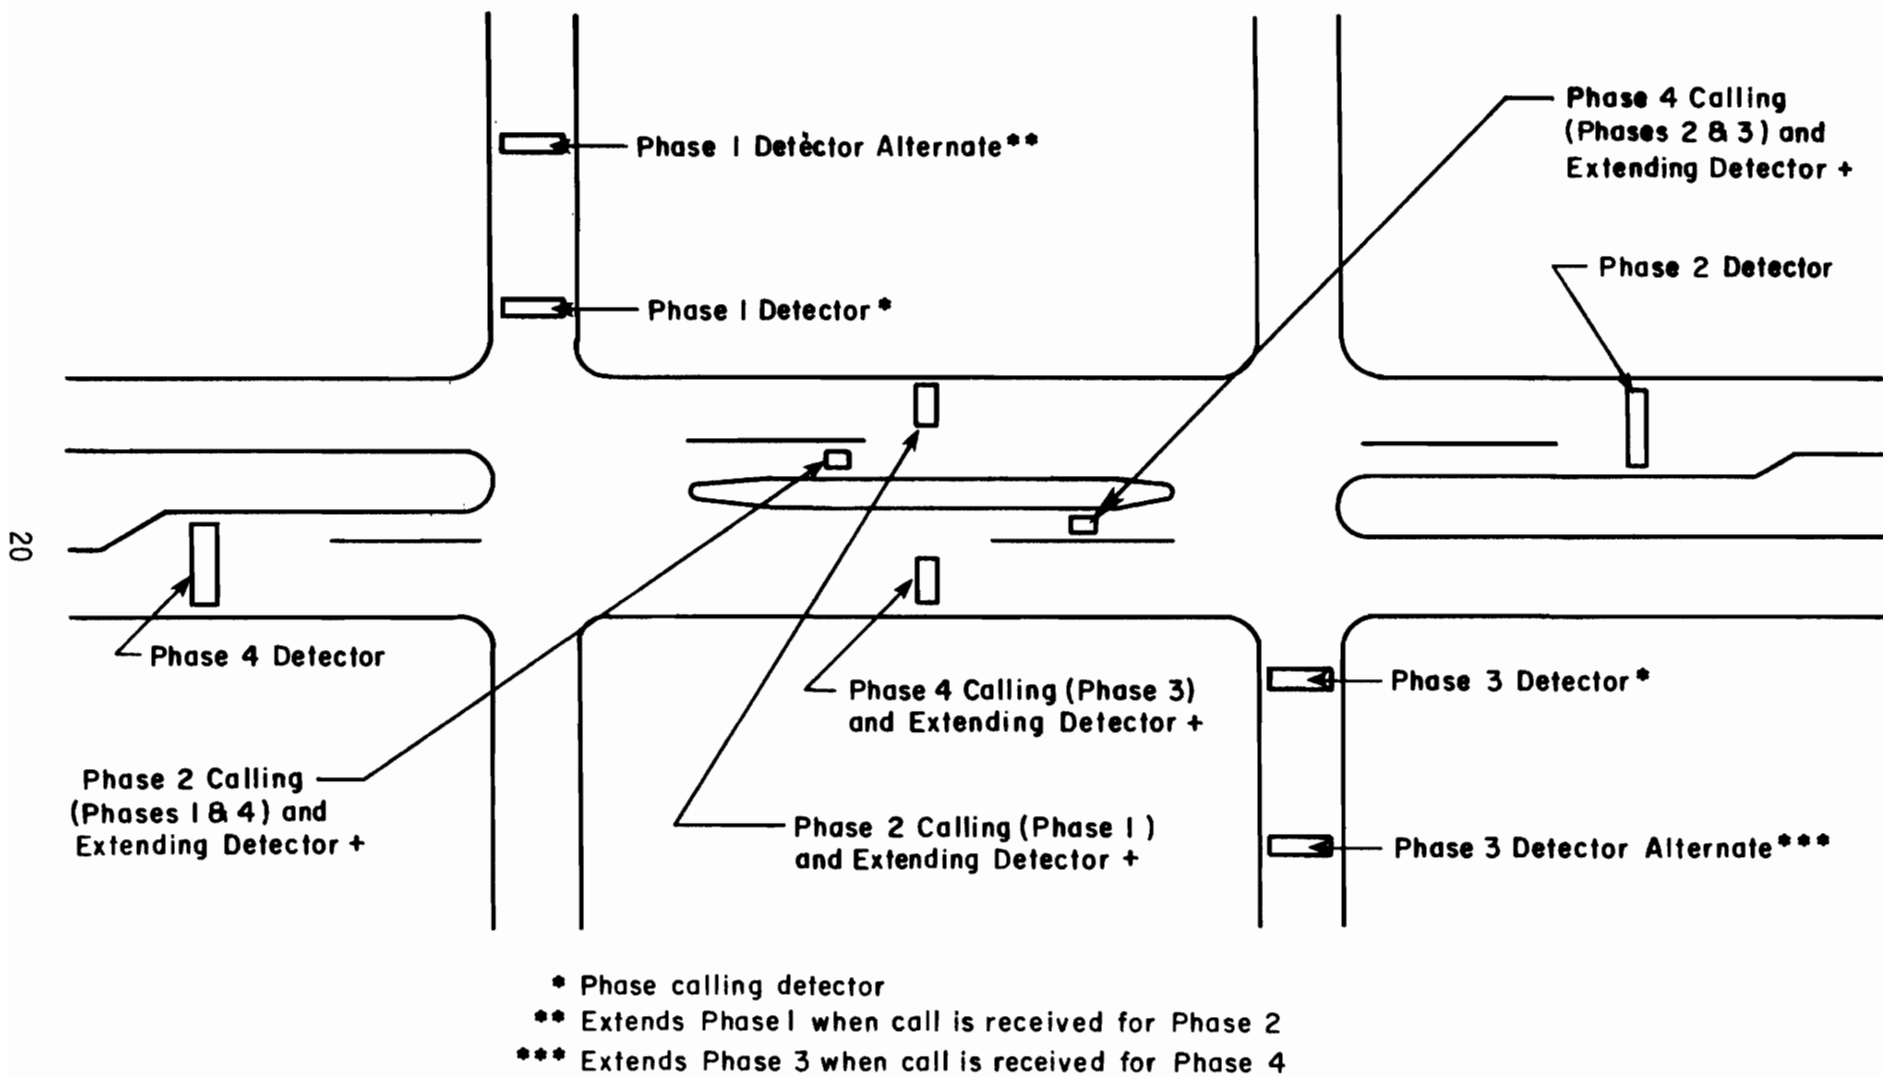 Phase 1 Detector Alternate**
Phase 4 Calling
(Phases 2 & 3) and
Extending Detector +
Phase 2 Detector
Phase 1 Detector*
20
Phase 4 Detector
Phase 4 Calling (Phase 3)
and Extending Detector +
Phase 3 Detector*
Phase 2 Calling
(Phases 1 & 4) and
Extending Detector +
Phase 2 Calling (Phase 1)
and Extending Detector +
Phase 3 Detector Alternate***
* Phase calling detector
** Extends Phase 1 when call is received for Phase 2
*** Extends Phase 3 when call is received for Phase 4